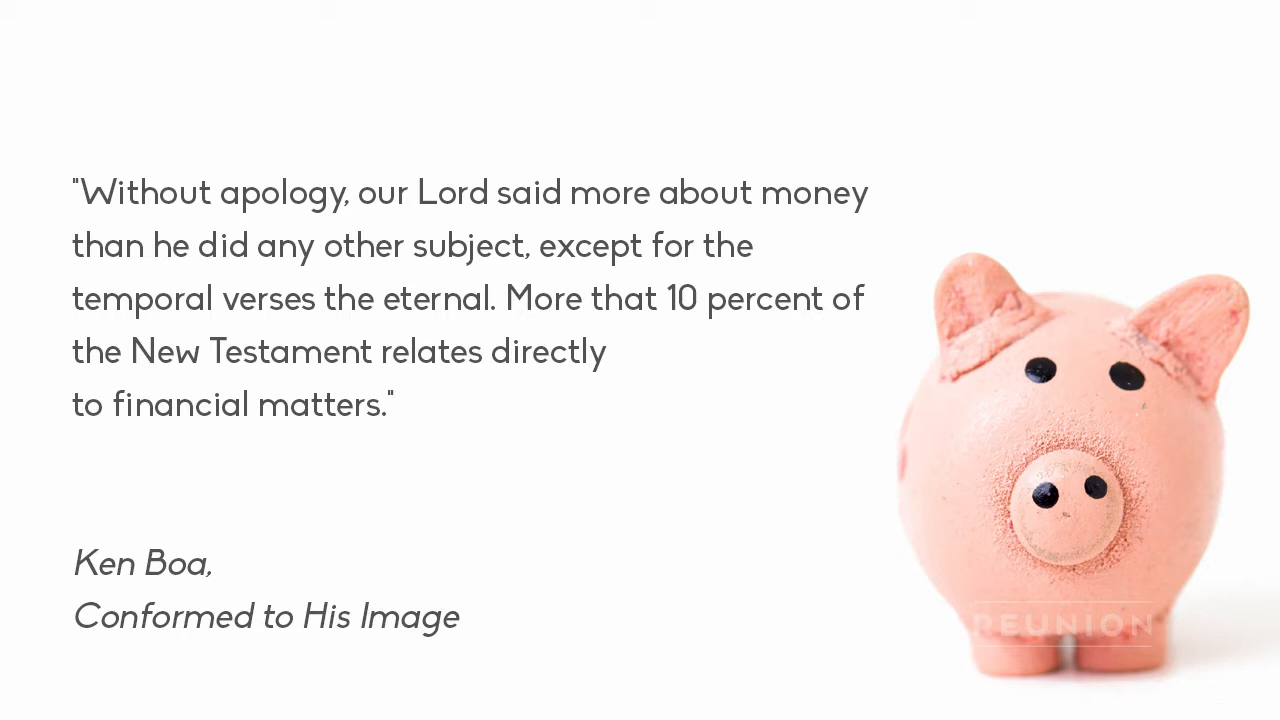 "Without apology, our Lord said more about money
than he did any other subject, except for the
temporal verses the eternal. More that 10 percent of
the New Testament relates directly
to financial matters."
Ken Boa,
Conformed to His Image
REUNION